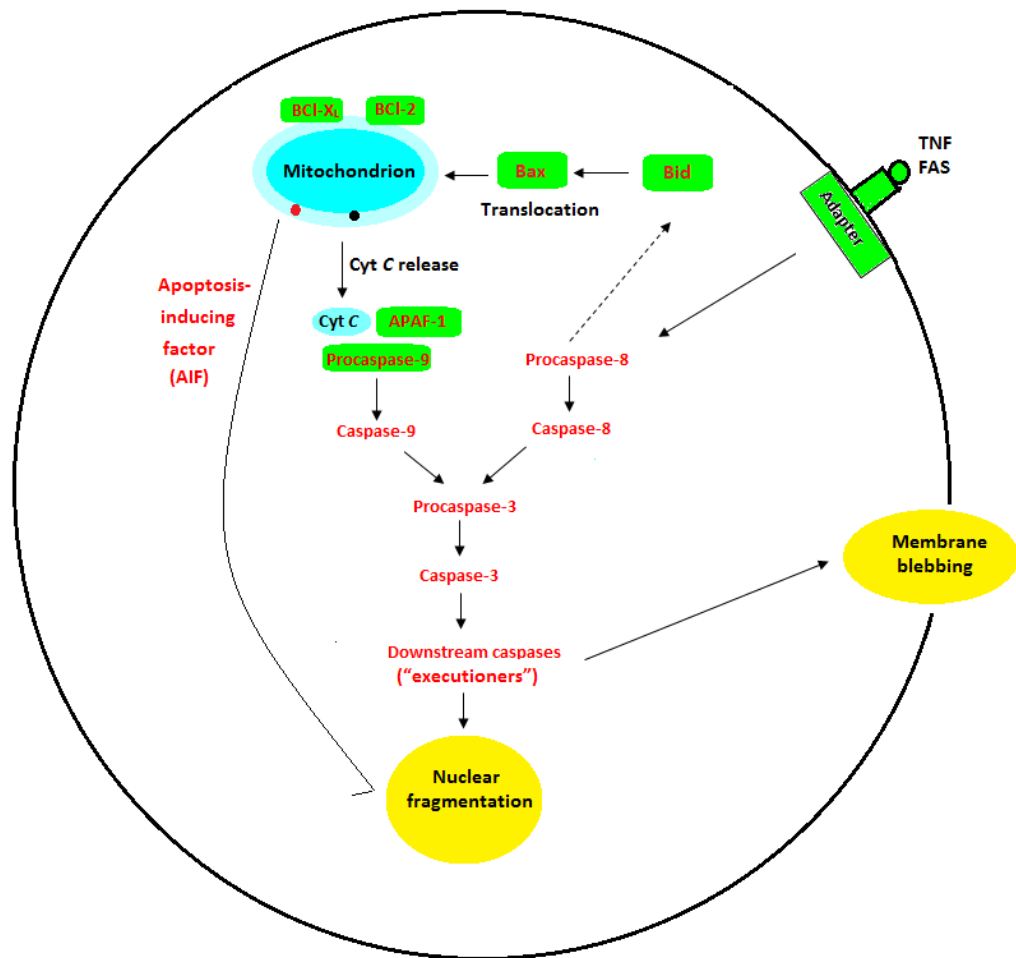 BCl-XL
BCl-2
Mitochondrion
Bax
Bid
TNF
FAS
Adapter
Translocation
Cyt C release
Apoptosis-
inducing
factor
(AIF)
Cyt C
APAF-1
Procaspase-9
Procaspase-8
Caspase-9
Caspase-8
Procaspase-3
Caspase-3
Membrane
blebbing
Downstream caspases
(“executioners”)
Nuclear
fragmentation